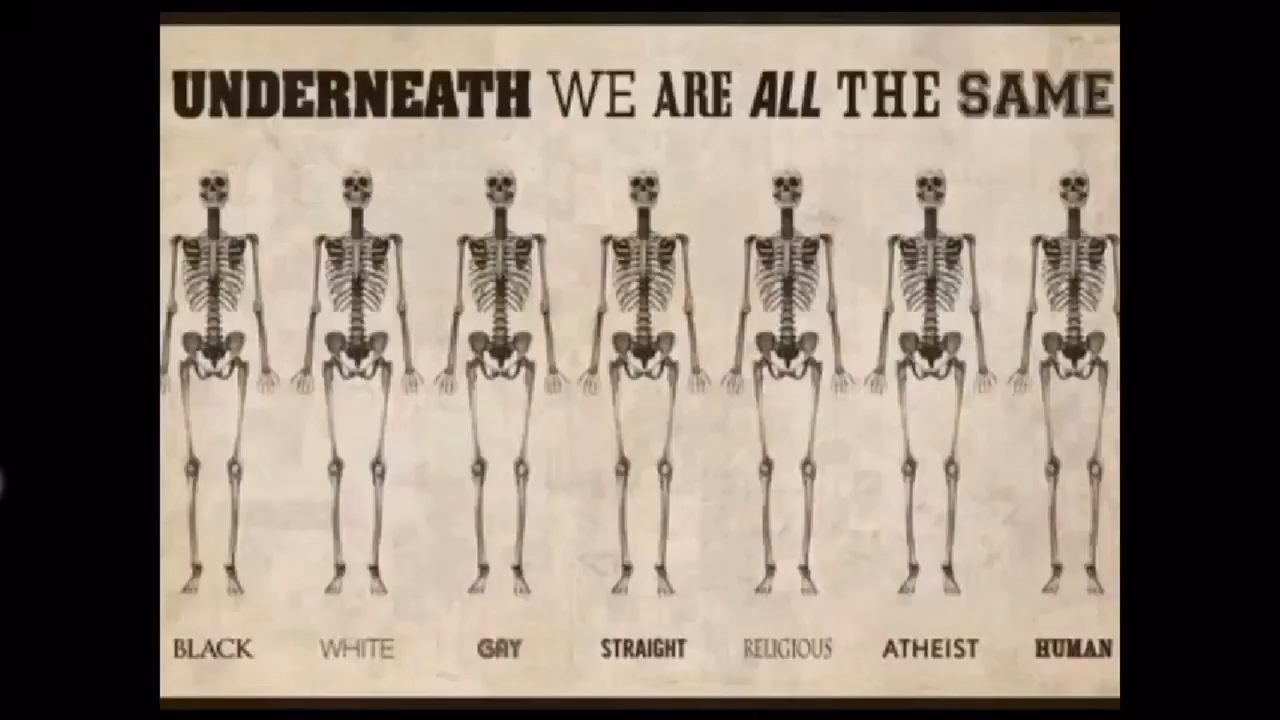 UNDERNEATH WE ARE ALL THE SAME
BLACK WHITE GAY STRAIGHT RELIGIOUS ATHEIST HUMAN